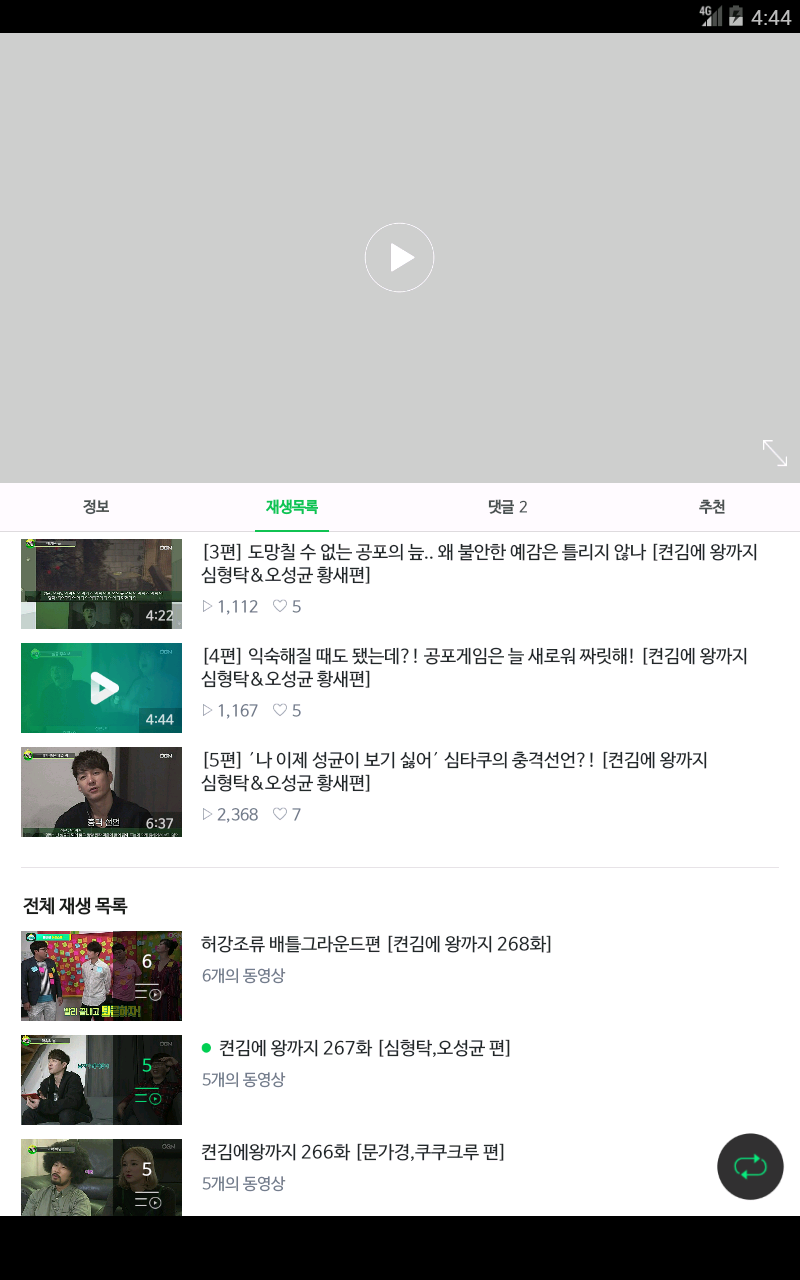 4G 4:44
정보 재생목록 댓글 2 추천
[3편] 도망칠 수 없는 공포의 늪.. 왜 불안한 예감은 틀리지 않나 [켠김에 왕까지
심형탁&오성균 황새편]
4:22
1,112 5
[4편] 익숙해질 때도 됐는데?! 공포게임은 늘 새로워 짜릿해! [켠김에 왕까지
심형탁&오성균 황새편]
4:44
1,167 5
[5편] ′나 이제 성균이 보기 싫어′ 심타쿠의 충격선언?! [켠김에 왕까지
심형탁&오성균 황새편]
충격 선언 6:37
2,368 7
전체 재생 목록
허강조류 배틀그라운드편 [켠김에 왕까지 268화]
6
6개의 동영상
빨리 끝내고
켠김에 왕까지 267화 [심형탁,오성균 편]
5
5개의 동영상
켠김에왕까지 266화 [문가경,쿠쿠크루 편]
5
5개의 동영상